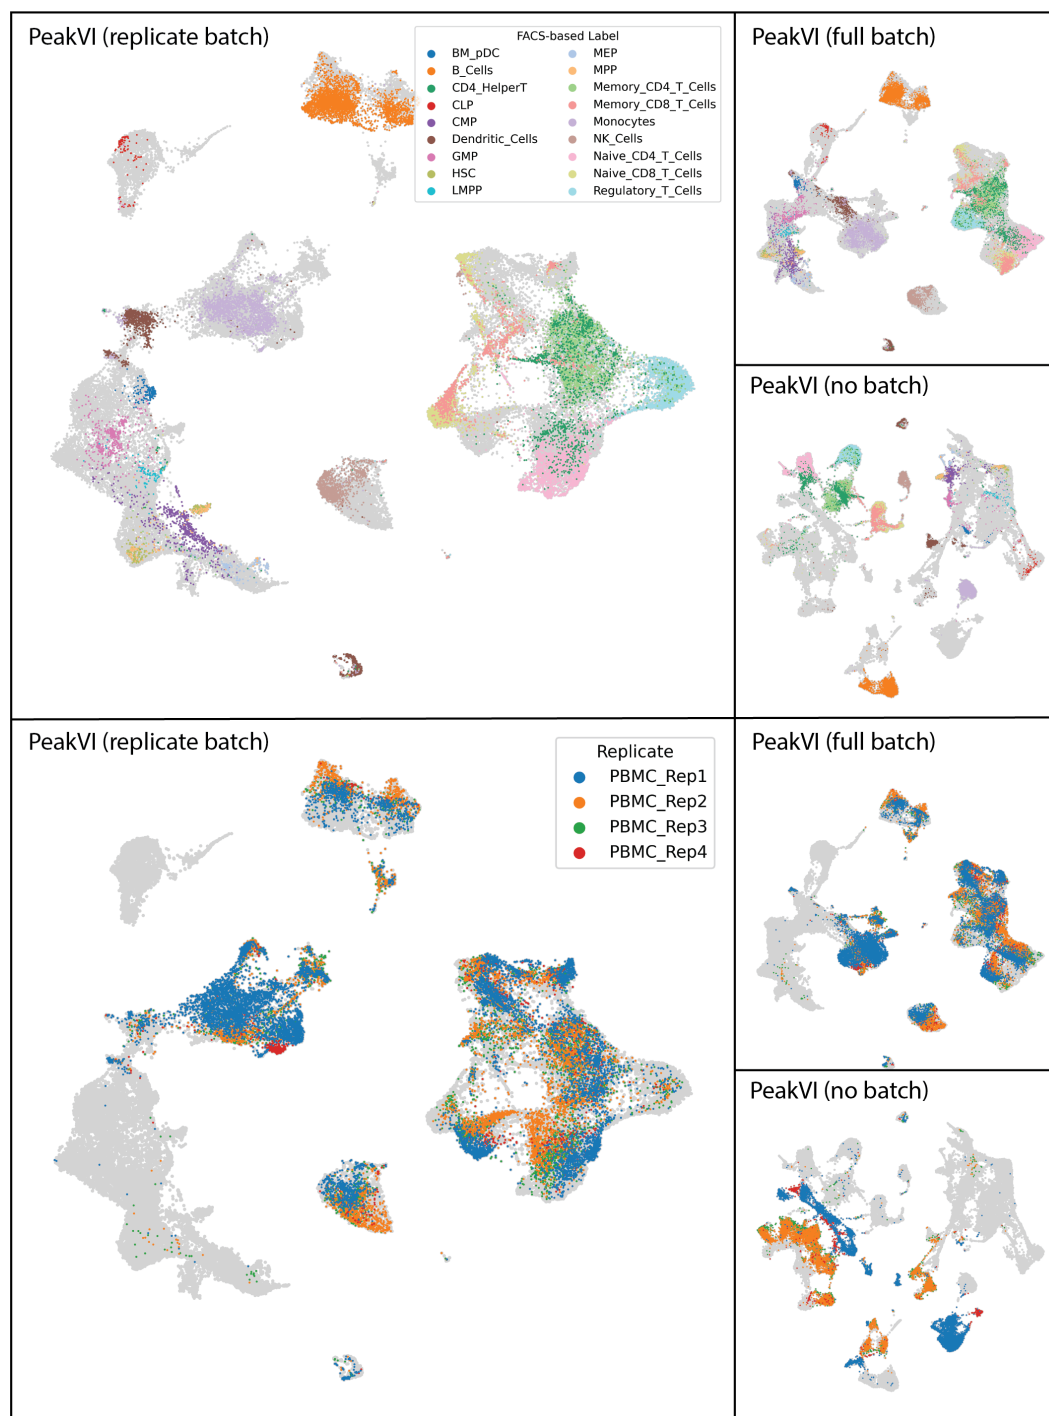 PeakVI (replicate batch)
FACS-based Label
BM_pDC
B_Cells
CD4_HelperT
CLP
CMP
Dendritic_Cells
GMP
HSC
LMPP
MEP
MPP
Memory_CD4_T_Cells
Memory_CD8_T_Cells
Monocytes
NK_Cells
Naive_CD4_T_Cells
Naive_CD8_T_Cells
Regulatory_T_Cells
PeakVI (full batch)
PeakVI (no batch)
PeakVI (replicate batch)
Replicate
PBMC_Rep1
PBMC_Rep2
PBMC_Rep3
PBMC_Rep4
PeakVI (full batch)
PeakVI (no batch)